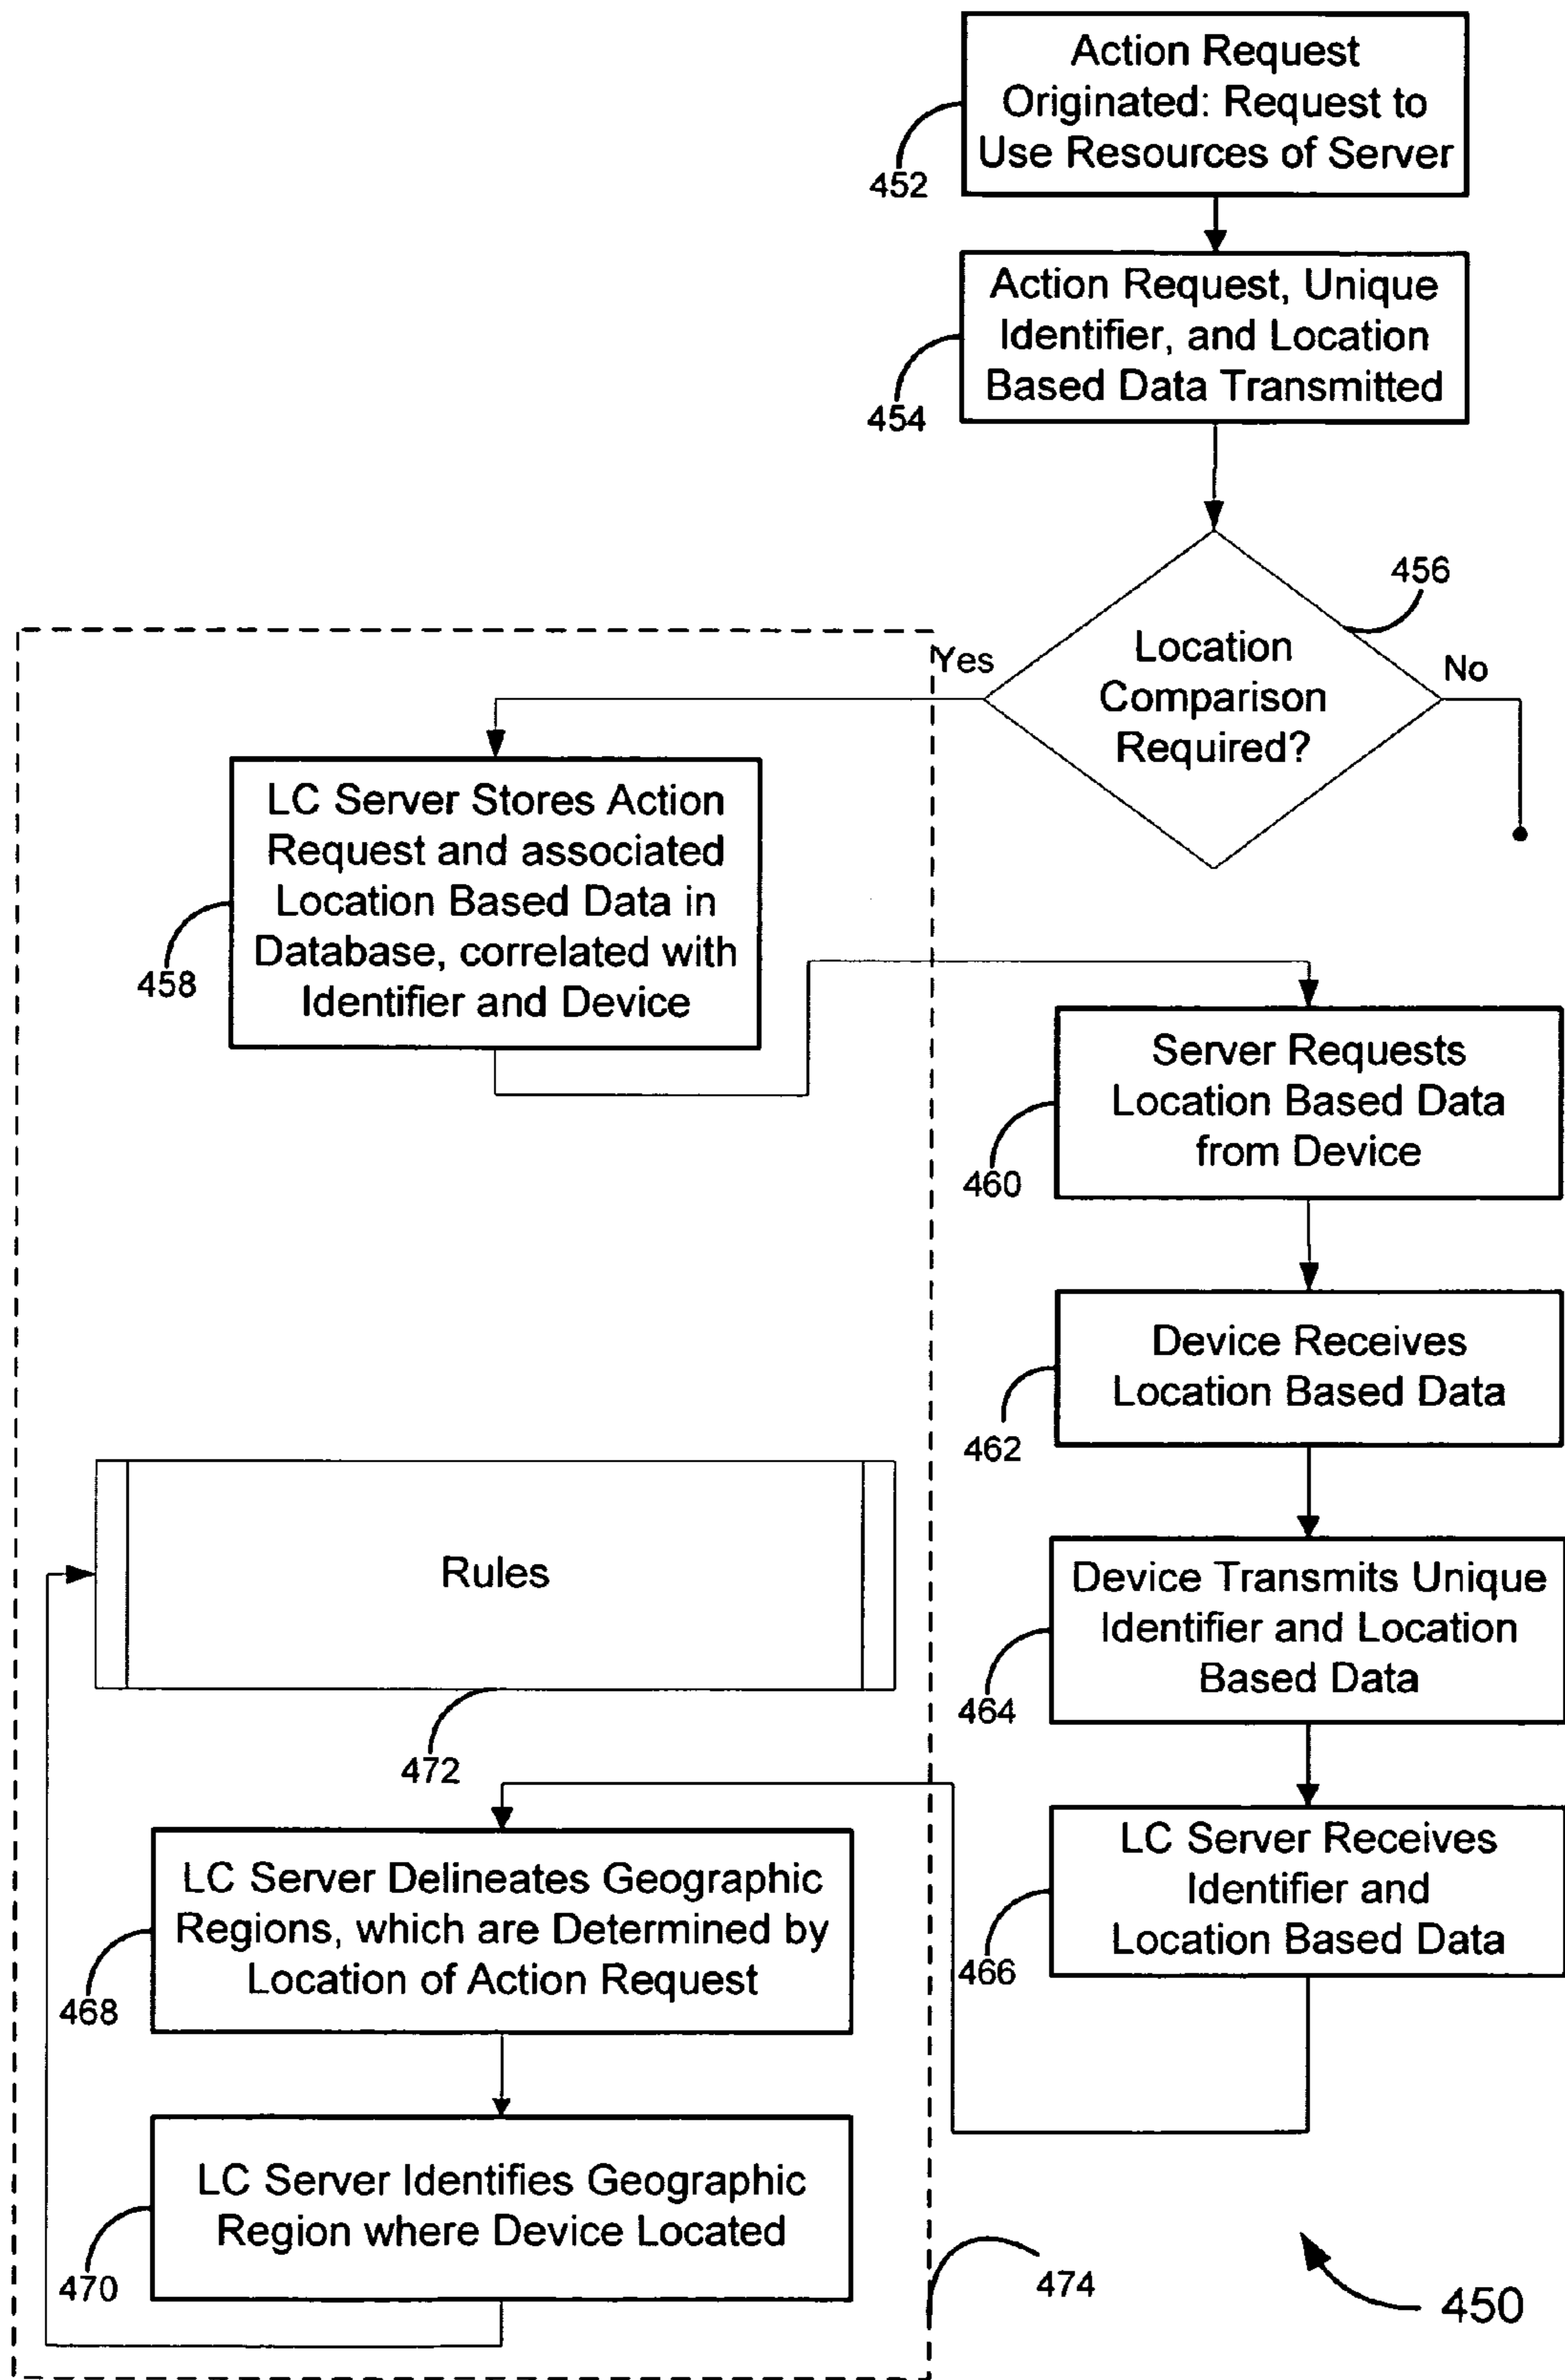 Action Request
Originated: Request to
Use Resources of Server
452
Action Request, Unique
Identifier, and Location
Based Data Transmitted
454
456
Location
Comparison
Required?
Yes
No
LC Server Stores Action
Request and associated
Location Based Data in
Database, correlated with
Identifier and Device
458
Server Requests
Location Based Data
from Device
460
Device Receives
Location Based Data
462
Device Transmits Unique
Identifier and Location
Based Data
464
LC Server Receives
Identifier and
Location Based Data
466
LC Server Delineates Geographic
Regions, which are Determined by
Location of Action Request
468
LC Server Identifies Geographic
Region where Device Located
470
Rules
472
474
450